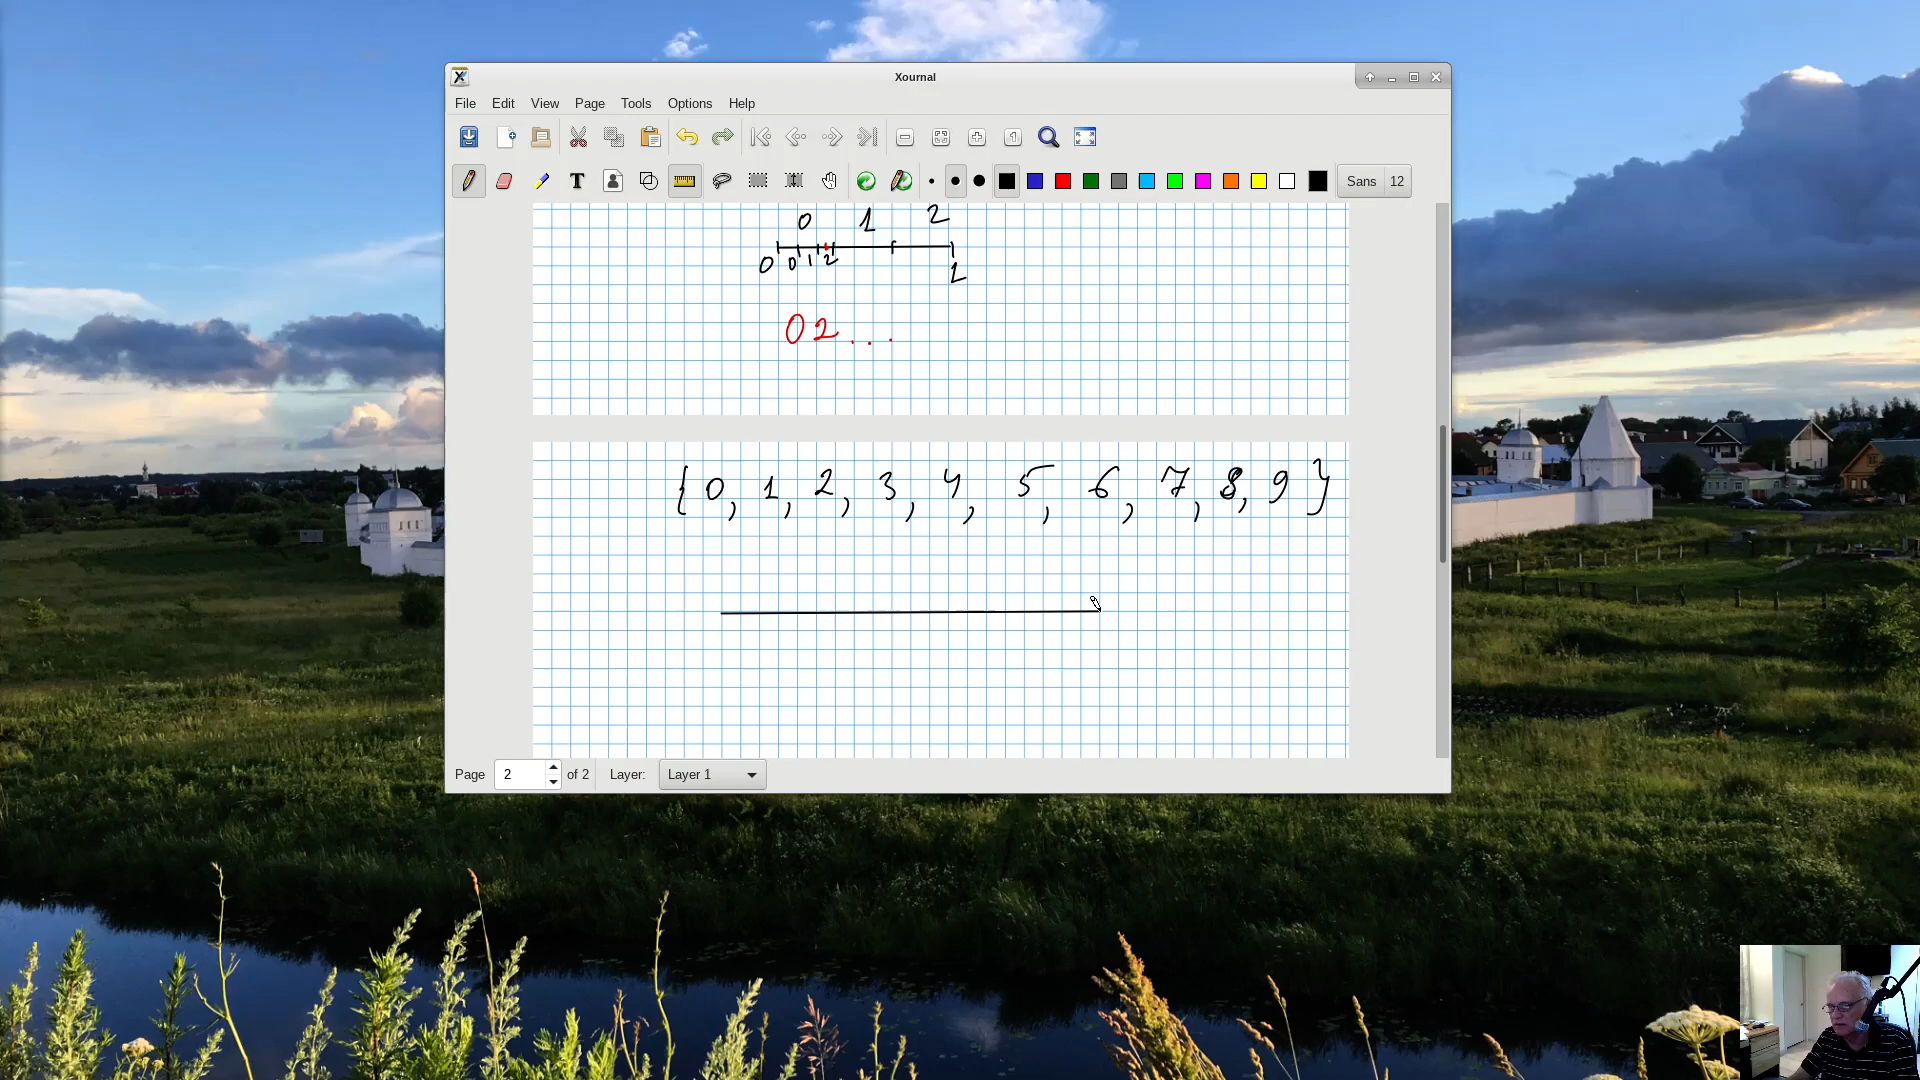 Xournal
File Edit View Page Tools Options Help
T Sans 12
0 1 2
0 0 1 2 1
02...
{0, 1, 2, 3, 4, 5, 6, 7, 8, 9}
Page 2 of 2 Layer: Layer 1